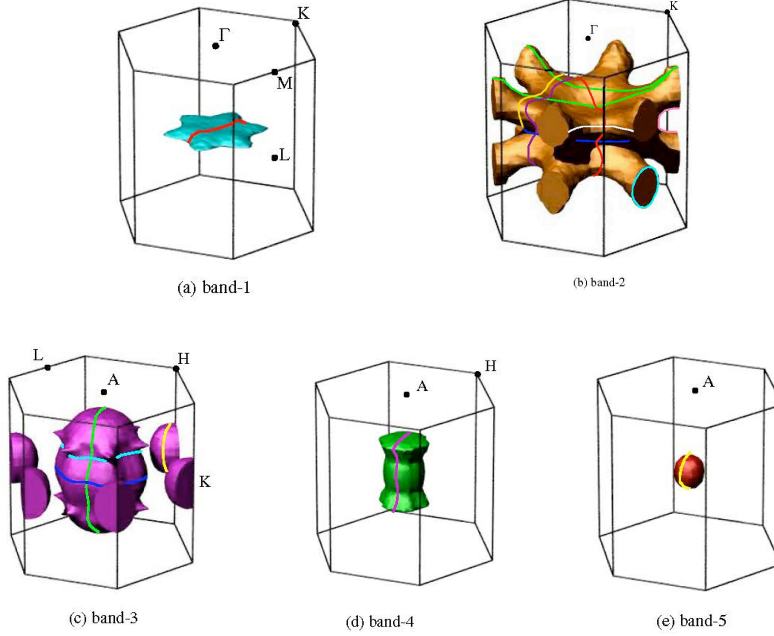 K
Γ
M
L
(a) band-1
K
Γ
(b) band-2
L
H
A
K
(c) band-3
H
A
(d) band-4
A
(e) band-5